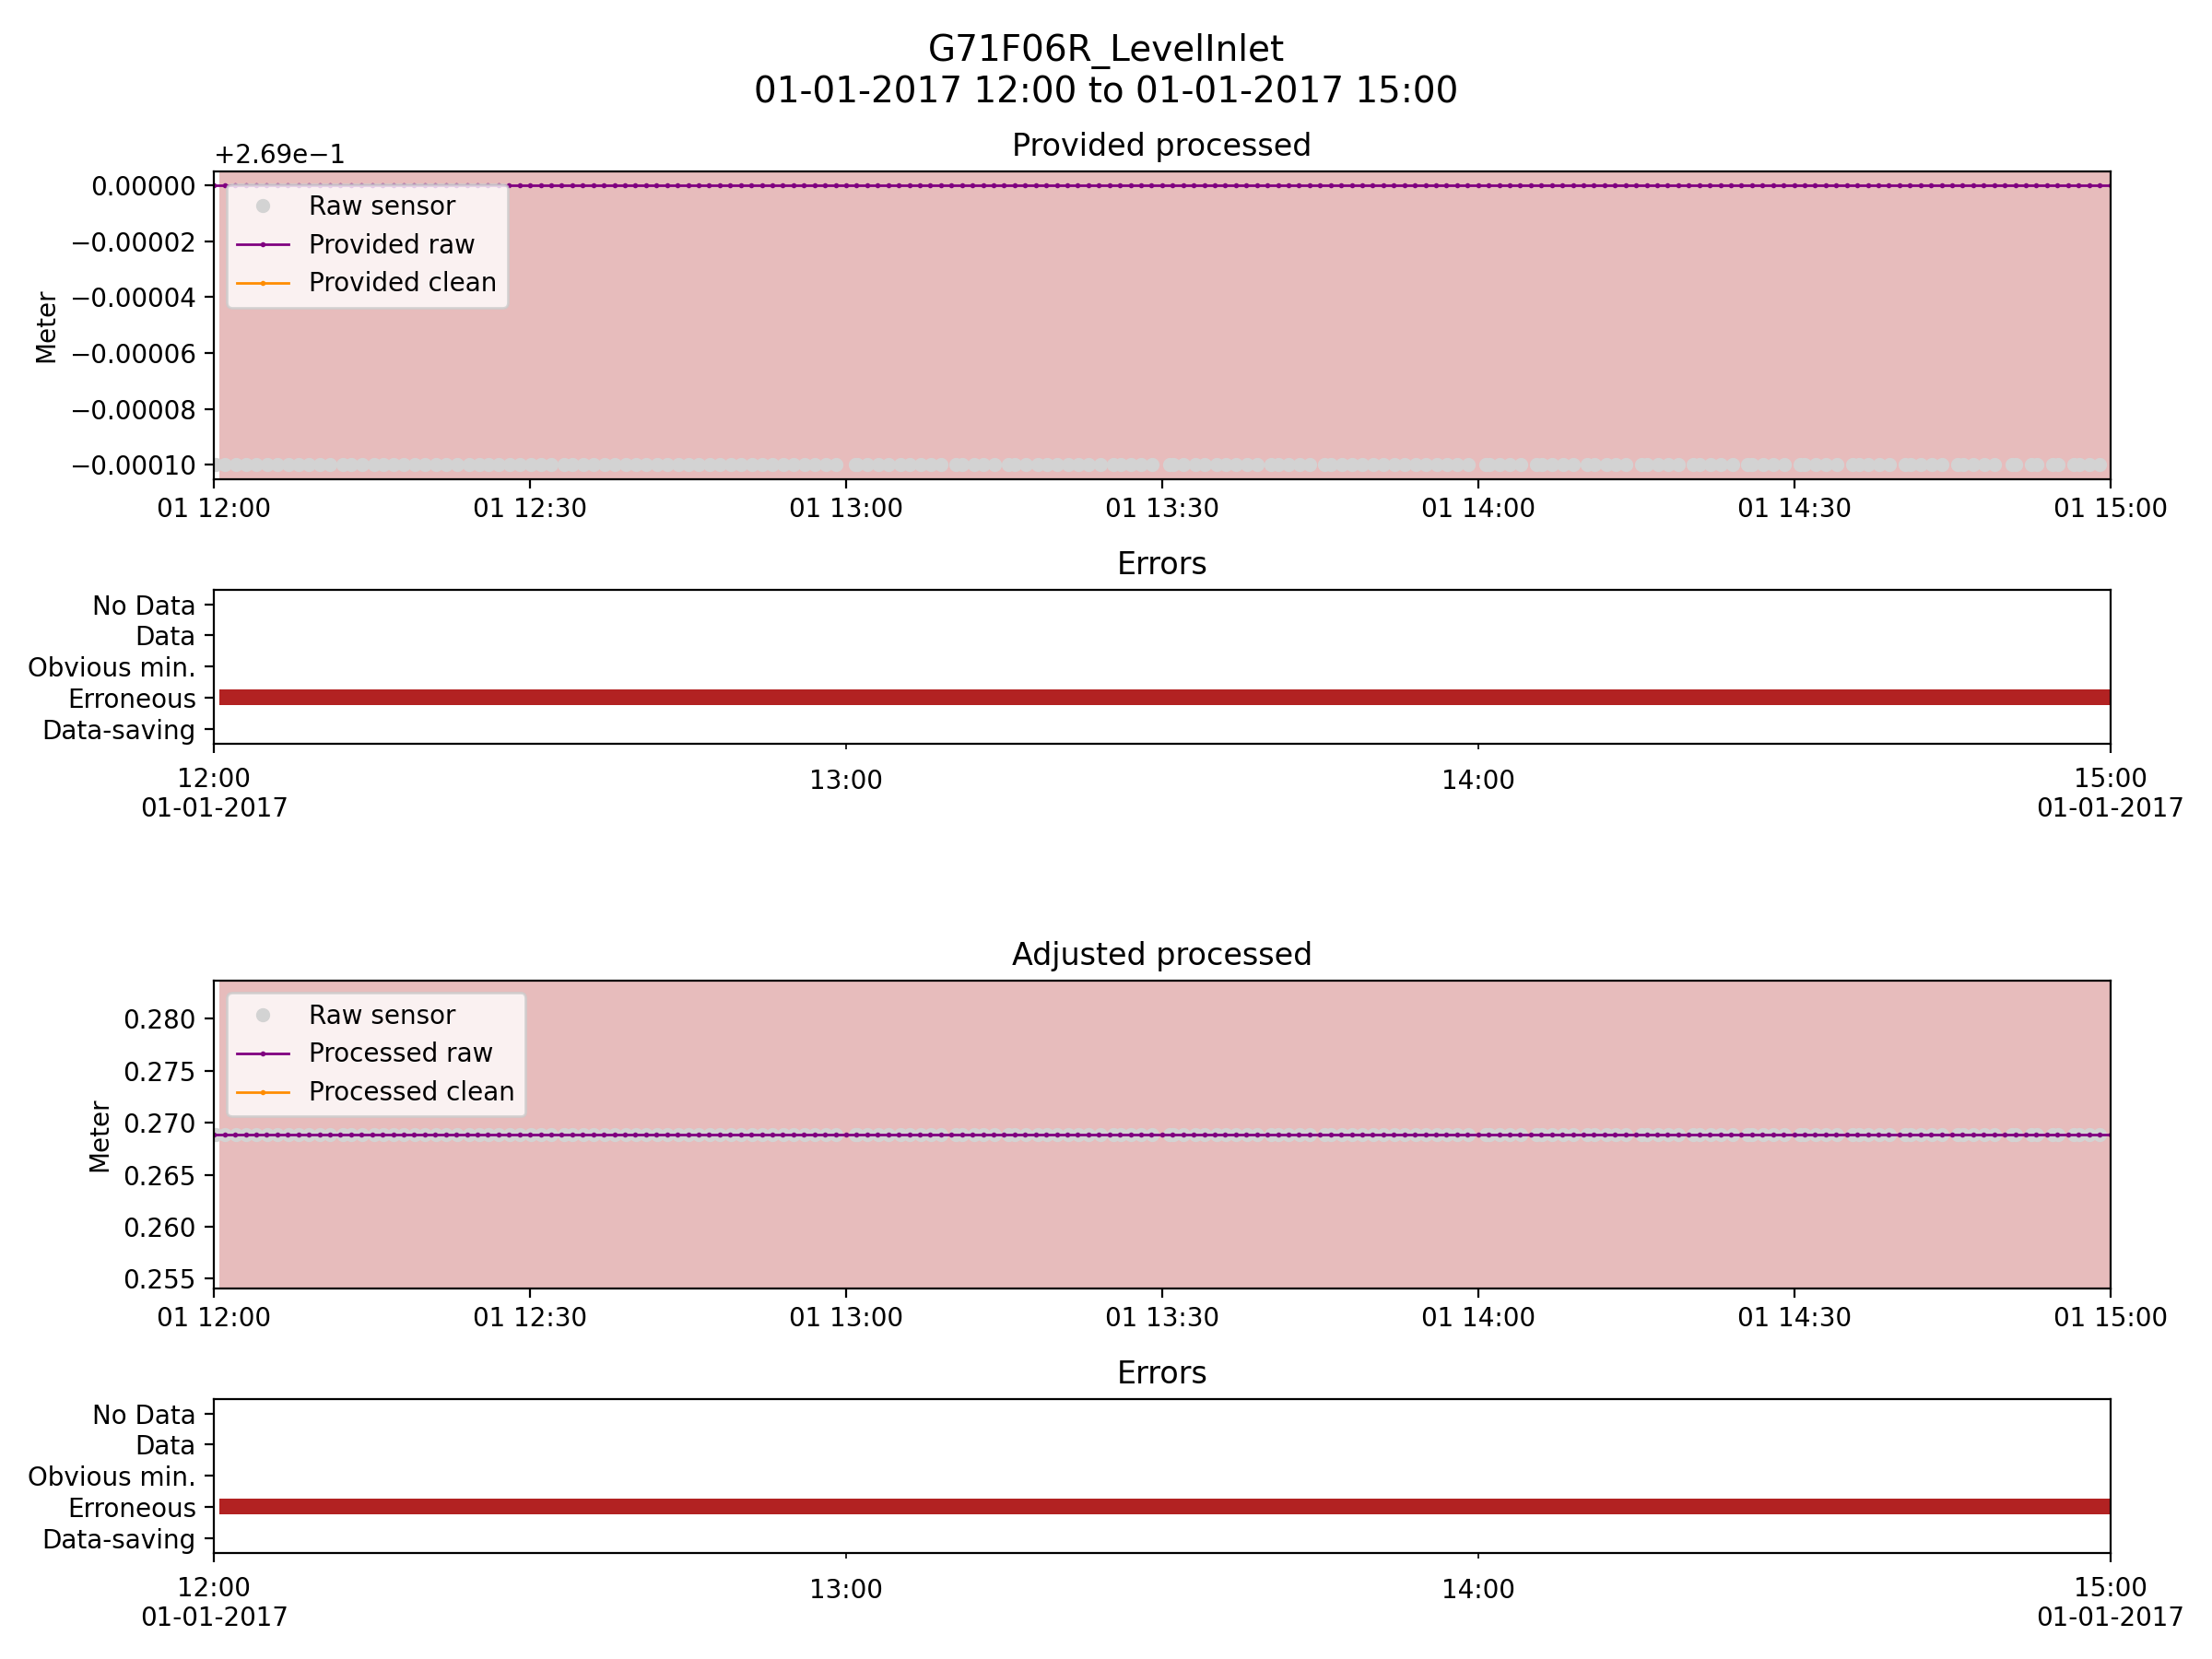 G71F06R_LevelInlet
01-01-2017 12:00 to 01-01-2017 15:00
Provided processed
+2.69e−1
0.00000
−0.00002
−0.00004
−0.00006
−0.00008
−0.00010
Meter
Raw sensor
Provided raw
Provided clean
01 12:00 01 12:30 01 13:00 01 13:30 01 14:00 01 14:30 01 15:00
Errors
No Data
Data
Obvious min.
Erroneous
Data-saving
12:00 13:00 14:00 15:00
01-01-2017 01-01-2017
Adjusted processed
0.280
0.275
0.270
0.265
0.260
0.255
Meter
Raw sensor
Processed raw
Processed clean
01 12:00 01 12:30 01 13:00 01 13:30 01 14:00 01 14:30 01 15:00
Errors
No Data
Data
Obvious min.
Erroneous
Data-saving
12:00 13:00 14:00 15:00
01-01-2017 01-01-2017